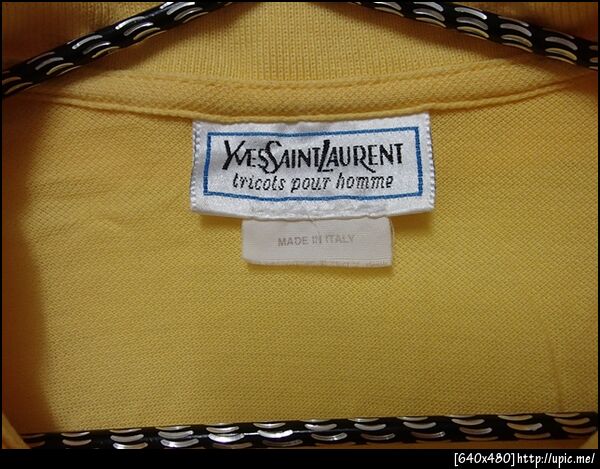 YVESSAINTLAURENT
tricots pour homme
MADE IN ITALY
[640x480]http://upic.me/